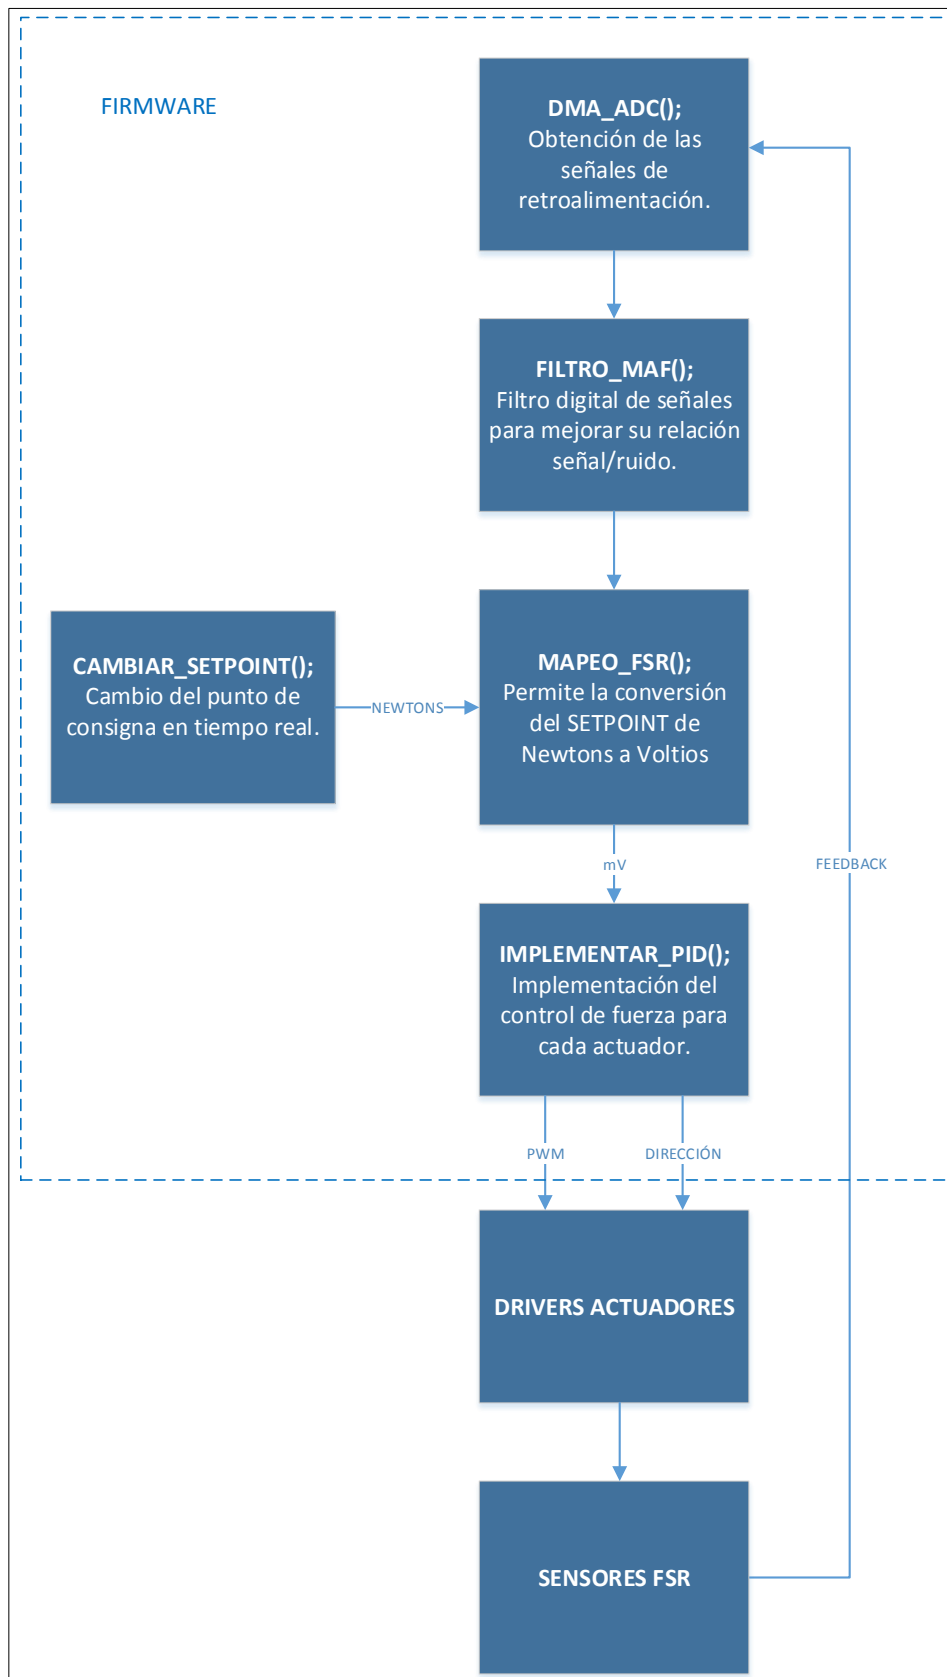 FIRMWARE
DMA_ADC();
Obtención de las
señales de
retroalimentación.
FILTRO_MAF();
Filtro digital de señales
para mejorar su relación
señal/ruido.
CAMBIAR_SETPOINT();
Cambio del punto de
consigna en tiempo real.
NEWTONS
MAPEO_FSR();
Permite la conversión
del SETPOINT de
Newtons a Voltios
mV
FEEDBACK
IMPLEMENTAR_PID();
Implementación del
control de fuerza para
cada actuador.
PWM
DIRECCIÓN
DRIVERS ACTUADORES
SENSORES FSR